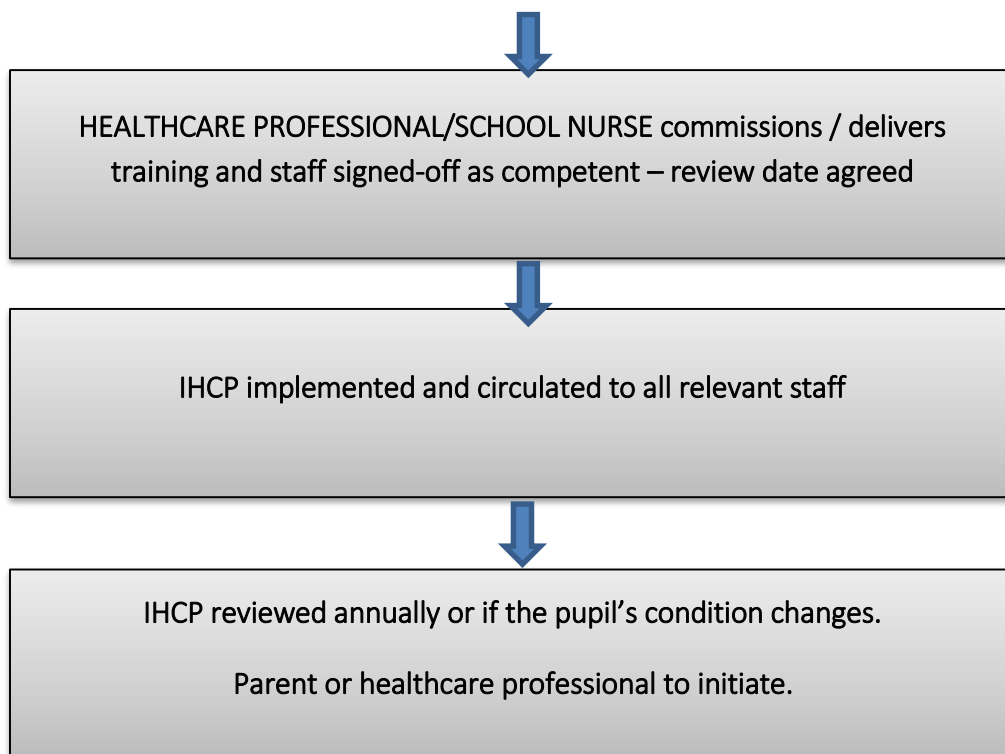 HEALTHCARE PROFESSIONAL/SCHOOL NURSE commissions / delivers
training and staff signed-off as competent – review date agreed
IHCP implemented and circulated to all relevant staff
IHCP reviewed annually or if the pupil’s condition changes.
Parent or healthcare professional to initiate.